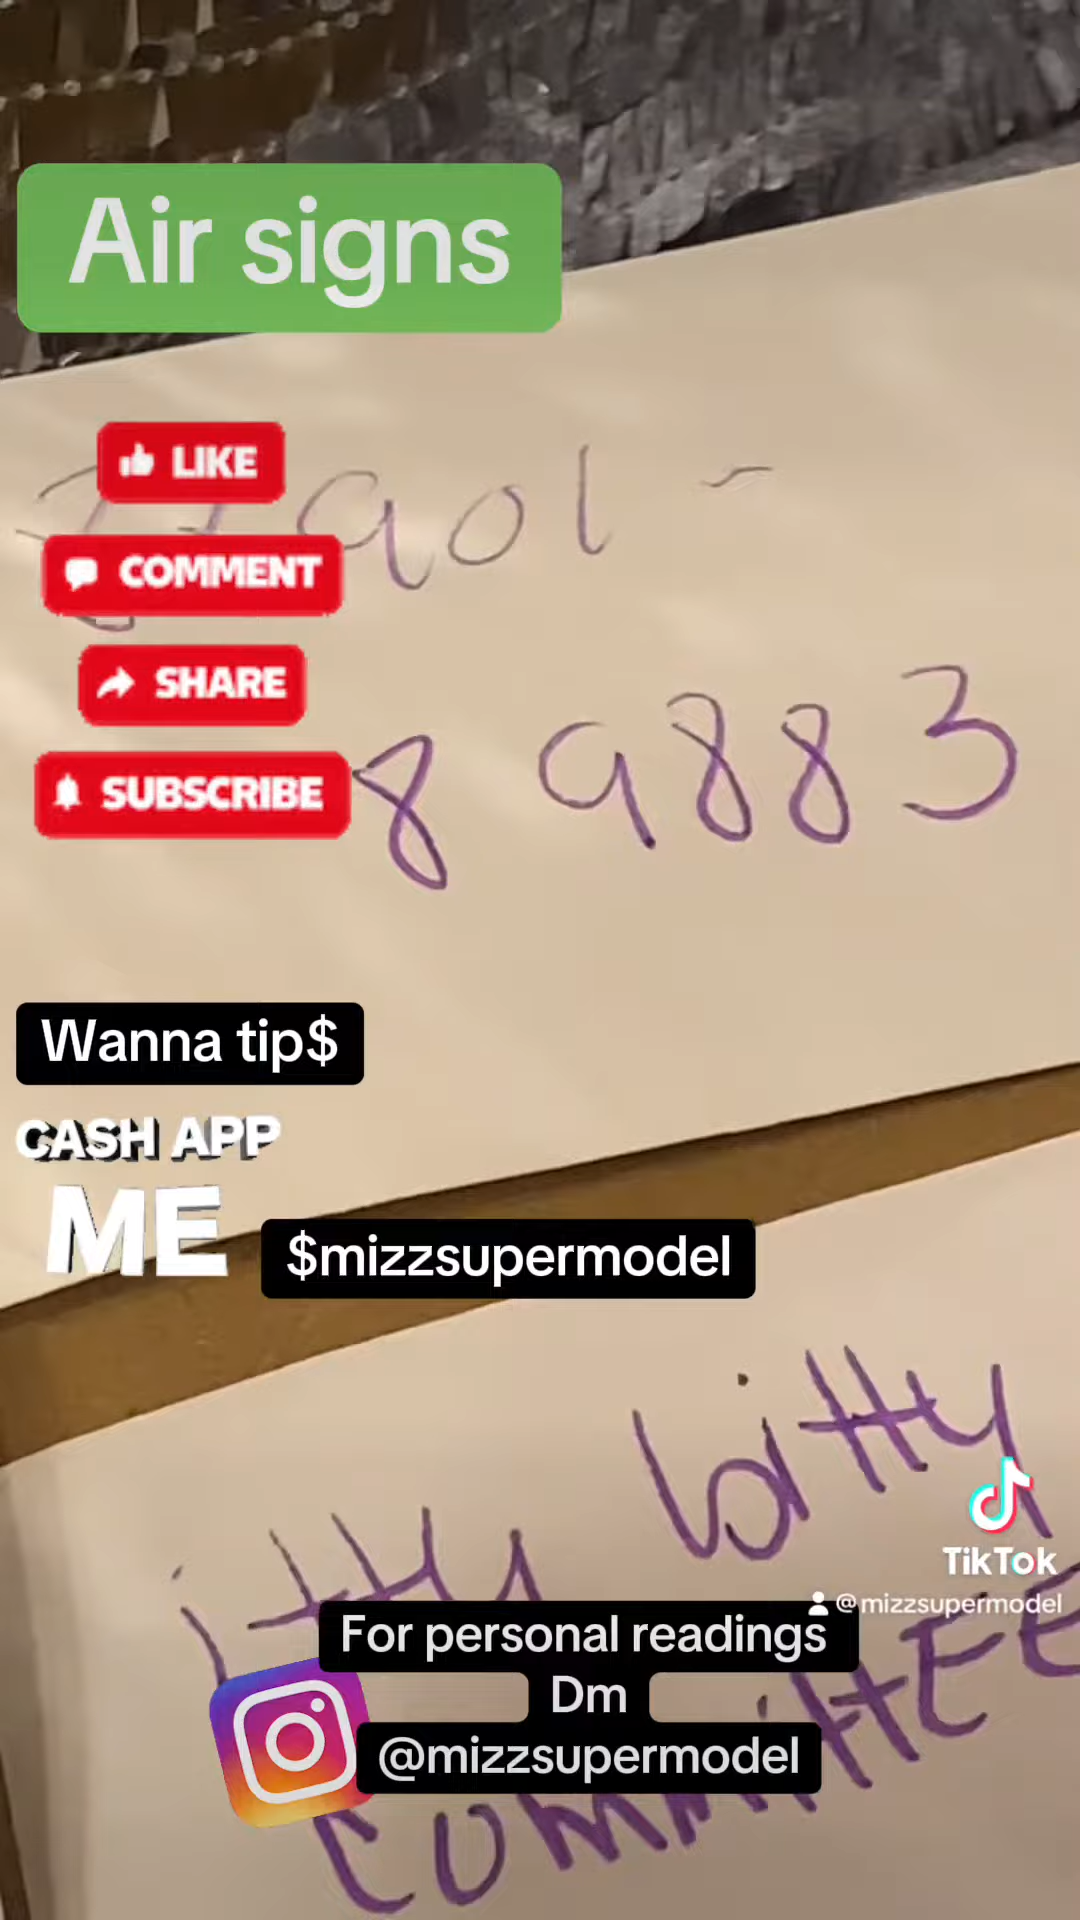 Air signs
LIKE
COMMENT
SHARE
SUBSCRIBE
8 9883
Wanna tip$
CASH APP
ME
$mizzsupermodel
itty bitty
TikTok
@mizzsupermodel
For personal readings
Dm
@mizzsupermodel
committEE